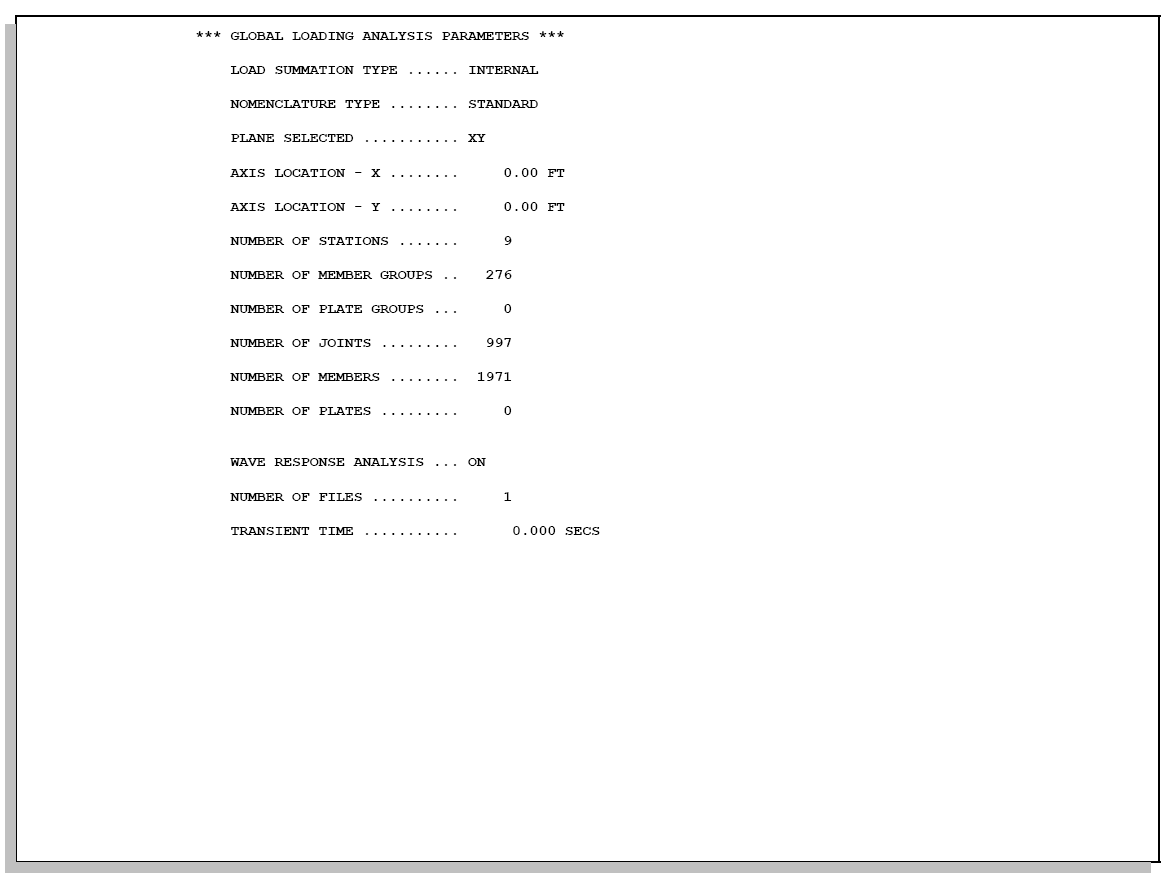 *** GLOBAL LOADING ANALYSIS PARAMETERS ***
LOAD SUMMATION TYPE ...... INTERNAL
NOMENCLATURE TYPE ........ STANDARD
PLANE SELECTED ........... XY
AXIS LOCATION - X ........ 0.00 FT
AXIS LOCATION - Y ........ 0.00 FT
NUMBER OF STATIONS ....... 9
NUMBER OF MEMBER GROUPS .. 276
NUMBER OF PLATE GROUPS ... 0
NUMBER OF JOINTS ......... 997
NUMBER OF MEMBERS ........ 1971
NUMBER OF PLATES ......... 0
WAVE RESPONSE ANALYSIS ... ON
NUMBER OF FILES .......... 1
TRANSIENT TIME ........... 0.000 SECS